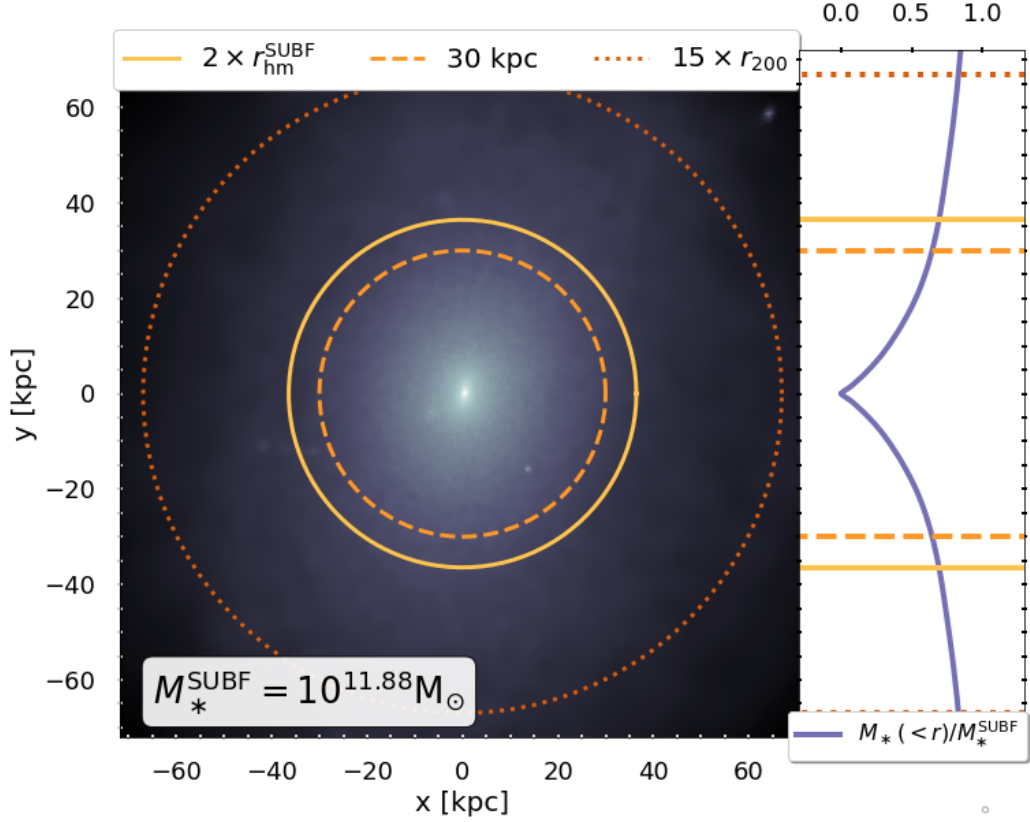 0.0 0.5 1.0
2 × r_hm^SUBF 30 kpc 15 × r_200
60
40
20
0
−20
−40
−60
y [kpc]
M_*^SUBF = 10^11.88 M_⊙
M_*(<r)/M_*^SUBF
−60 −40 −20 0 20 40 60
x [kpc]